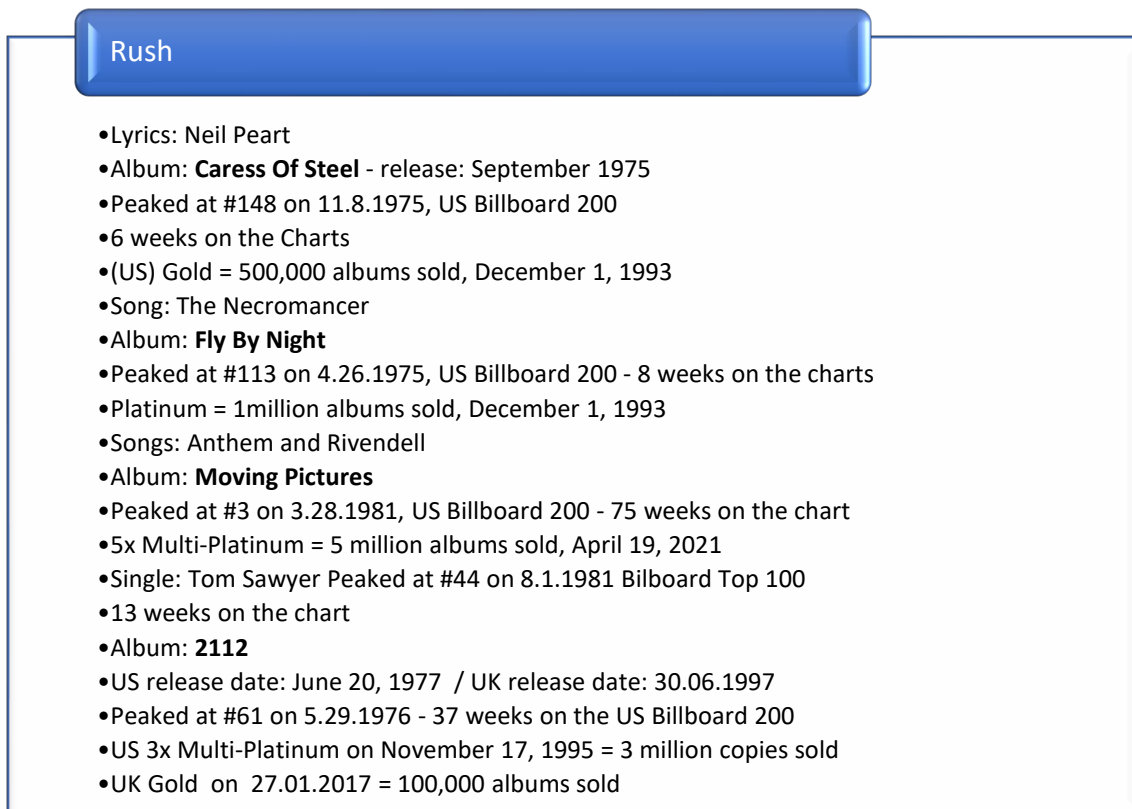 Rush
•Lyrics: Neil Peart
•Album: Caress Of Steel - release: September 1975
•Peaked at #148 on 11.8.1975, US Billboard 200
•6 weeks on the Charts
•(US) Gold = 500,000 albums sold, December 1, 1993
•Song: The Necromancer
•Album: Fly By Night
•Peaked at #113 on 4.26.1975, US Billboard 200 - 8 weeks on the charts
•Platinum = 1million albums sold, December 1, 1993
•Songs: Anthem and Rivendell
•Album: Moving Pictures
•Peaked at #3 on 3.28.1981, US Billboard 200 - 75 weeks on the chart
•5x Multi-Platinum = 5 million albums sold, April 19, 2021
•Single: Tom Sawyer Peaked at #44 on 8.1.1981 Bilboard Top 100
•13 weeks on the chart
•Album: 2112
•US release date: June 20, 1977 / UK release date: 30.06.1997
•Peaked at #61 on 5.29.1976 - 37 weeks on the US Billboard 200
•US 3x Multi-Platinum on November 17, 1995 = 3 million copies sold
•UK Gold on 27.01.2017 = 100,000 albums sold